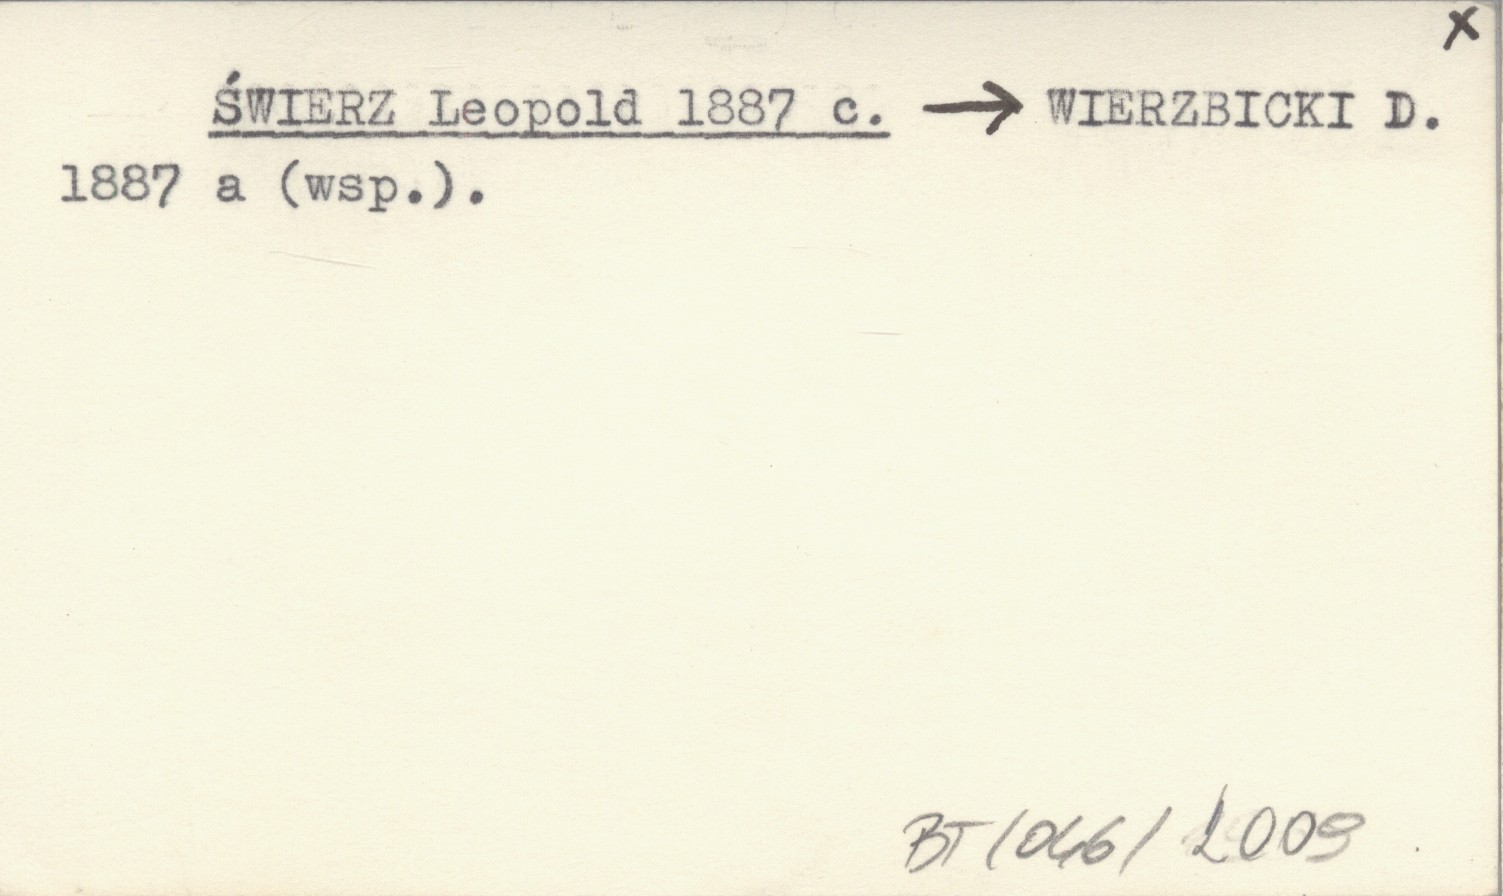 x
ŚWIERZ Leopold 1887 c. → WIERZBICKI D.
1887 a (wsp.).
BT/046/2009